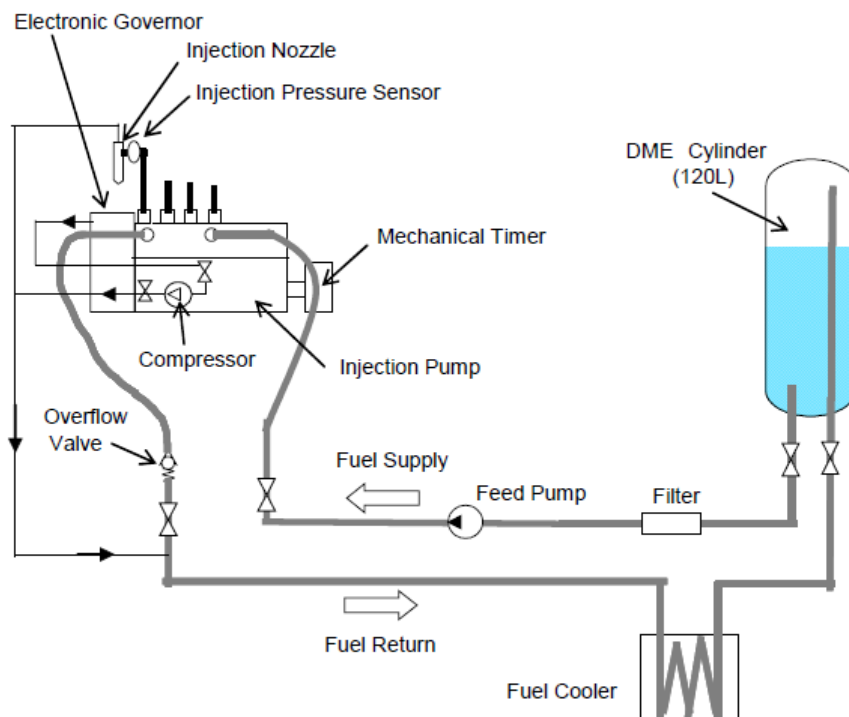 Electronic Governor
Injection Nozzle
Injection Pressure Sensor
DME Cylinder
(120L)
Mechanical Timer
Compressor
Injection Pump
Overflow
Valve
Fuel Supply
Feed Pump
Filter
Fuel Return
Fuel Cooler